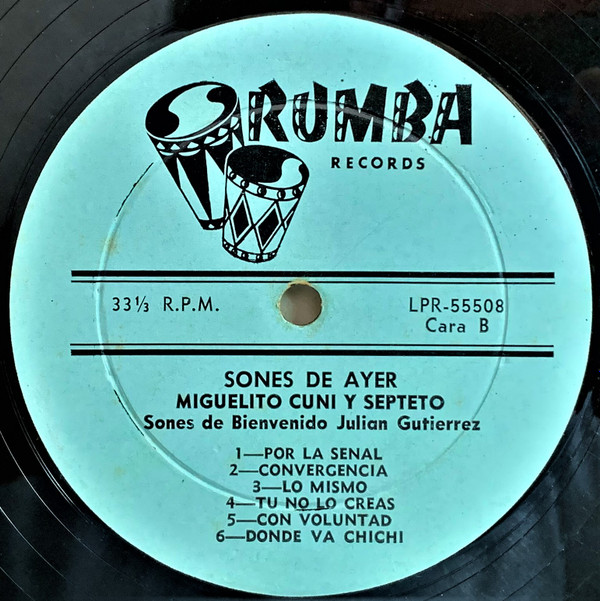 RUMBA
RECORDS
33⅓ R.P.M.
LPR-55508
Cara B
SONES DE AYER
MIGUELITO CUNI Y SEPTETO
Sones de Bienvenido Julian Gutierrez
1—POR LA SENAL
2—CONVERGENCIA
3—LO MISMO
4—TU NO LO CREAS
5—CON VOLUNTAD
6—DONDE VA CHICHI